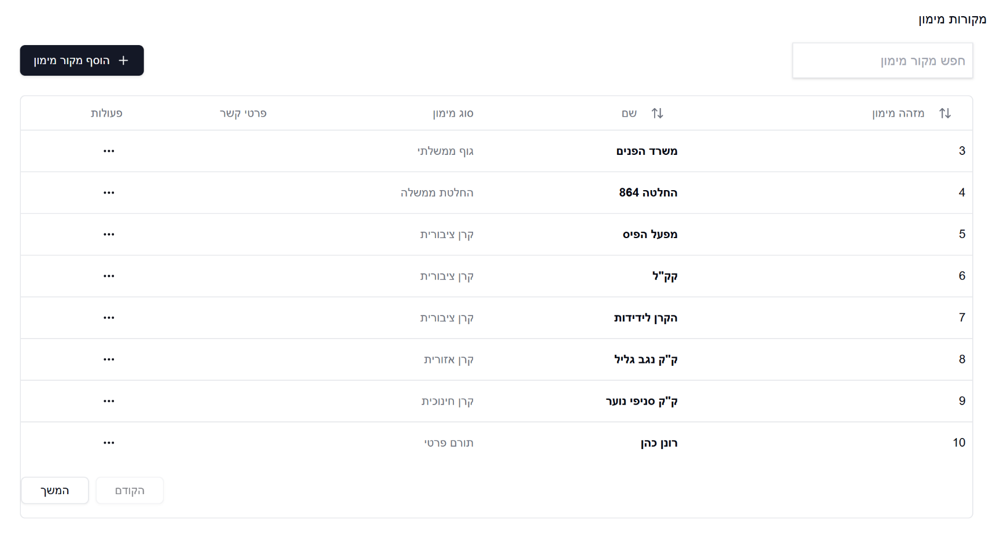 מקורות מימון
חפש מקור מימון
הוסף מקור מימון
מזהה מימון שם סוג מימון פרטי קשר פעולות
3 משרד הפנים גוף ממשלתי
4 החלטה 864 החלטת ממשלה
5 מפעל הפיס קרן ציבורית
6 קק"ל קרן ציבורית
7 הקרן לידידות קרן ציבורית
8 ק"ק נגב גליל קרן אזורית
9 ק"ק סניפי נוער קרן חינוכית
10 רונן כהן תורם פרטי
הקודם המשך